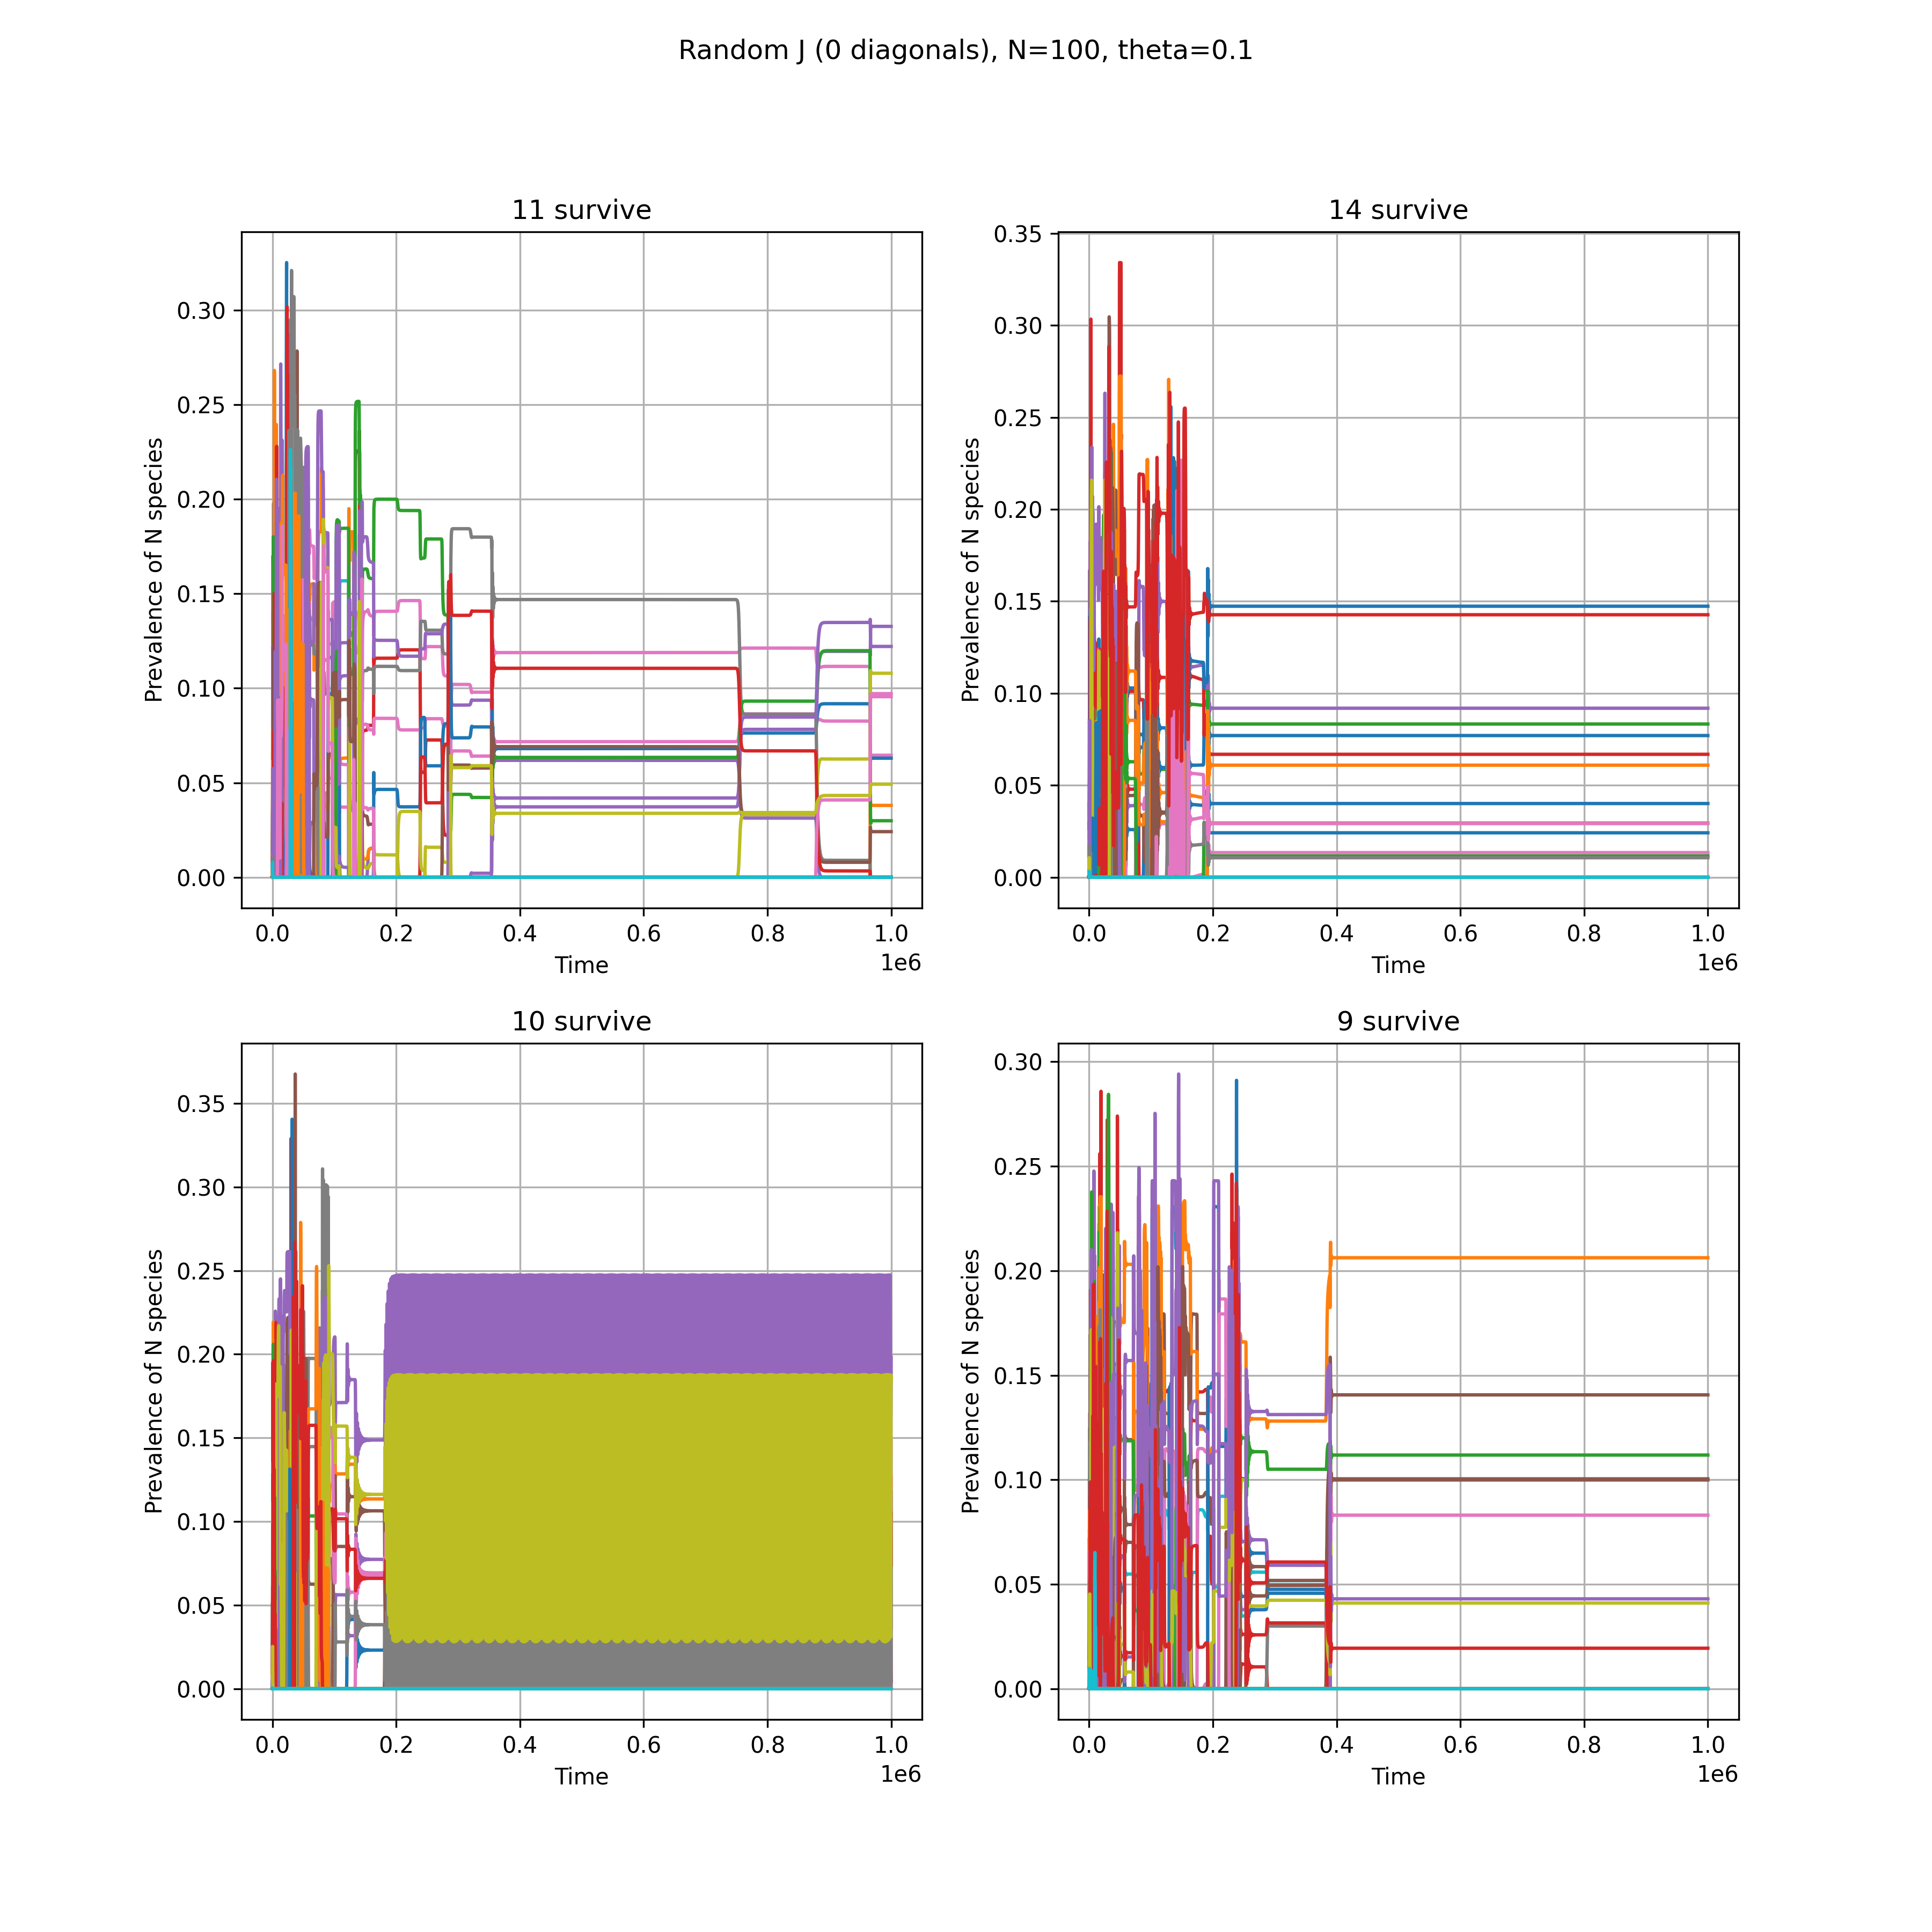 Random J (0 diagonals), N=100, theta=0.1
11 survive
Prevalence of N species
0.30
0.25
0.20
0.15
0.10
0.05
0.00
0.0 0.2 0.4 0.6 0.8 1.0
Time
1e6
14 survive
Prevalence of N species
0.35
0.30
0.25
0.20
0.15
0.10
0.05
0.00
0.0 0.2 0.4 0.6 0.8 1.0
Time
1e6
10 survive
Prevalence of N species
0.35
0.30
0.25
0.20
0.15
0.10
0.05
0.00
0.0 0.2 0.4 0.6 0.8 1.0
Time
1e6
9 survive
Prevalence of N species
0.30
0.25
0.20
0.15
0.10
0.05
0.00
0.0 0.2 0.4 0.6 0.8 1.0
Time
1e6